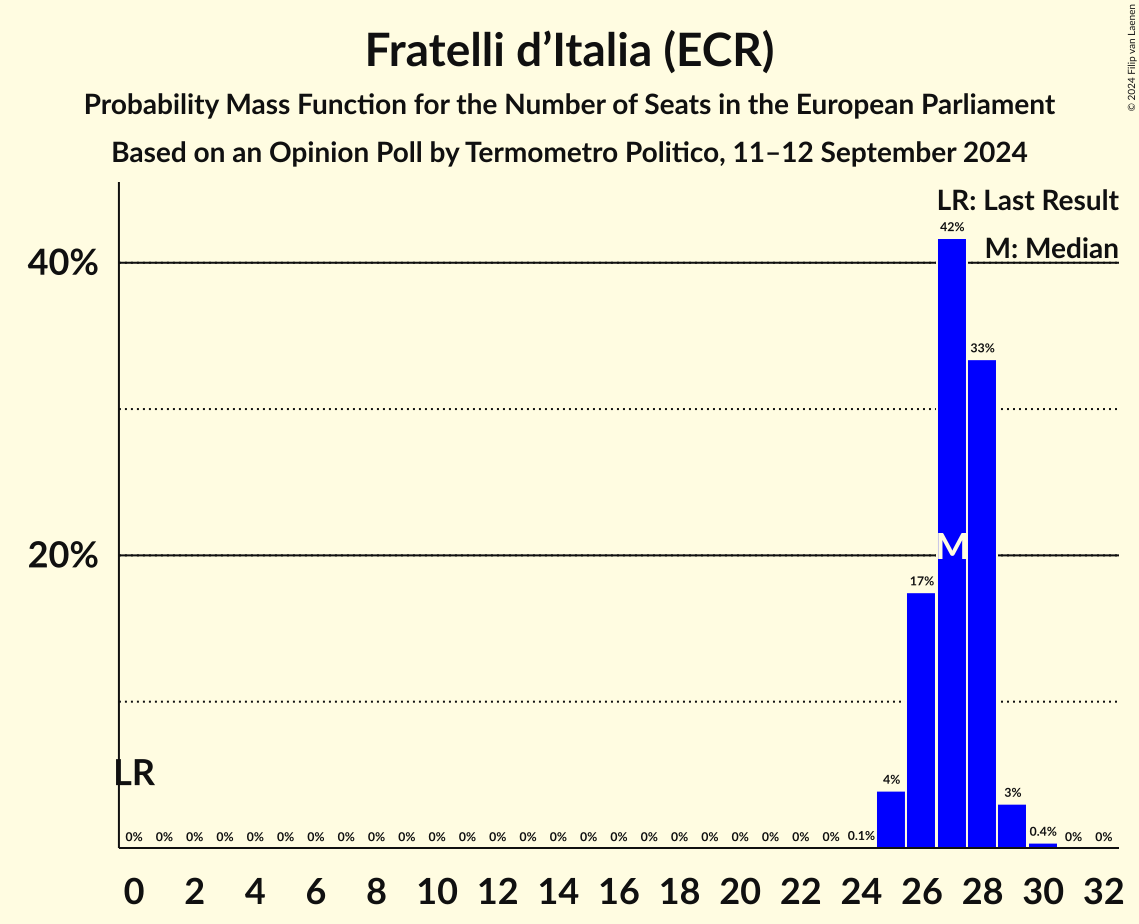 Fratelli d’Italia (ECR)
Probability Mass Function for the Number of Seats in the European Parliament
Based on an Opinion Poll by Termometro Politico, 11–12 September 2024
© 2024 Filip van Laenen
LR: Last Result
M: Median
42%
40%
33%
20%
M
17%
LR
4%
3%
0% 0% 0% 0% 0% 0% 0% 0% 0% 0% 0% 0% 0% 0% 0% 0% 0% 0% 0% 0% 0% 0% 0% 0% 0.1% 0.4% 0% 0%
0 2 4 6 8 10 12 14 16 18 20 22 24 26 28 30 32